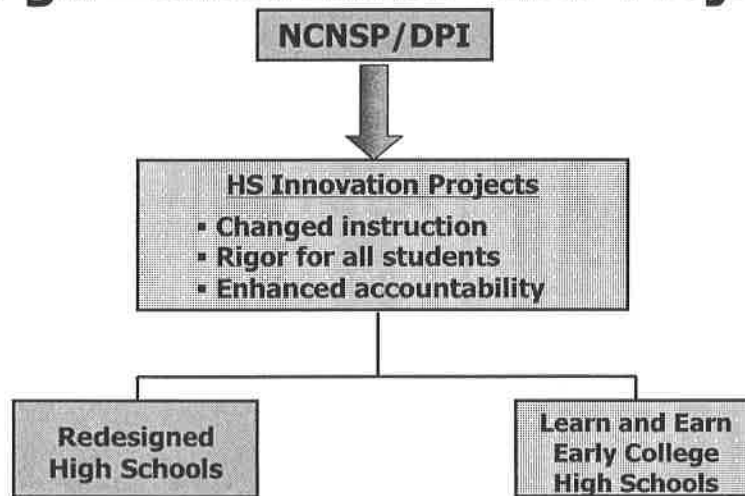 NCNSP/DPI
HS Innovation Projects
▪ Changed instruction
▪ Rigor for all students
▪ Enhanced accountability
Redesigned
High Schools
Learn and Earn
Early College
High Schools